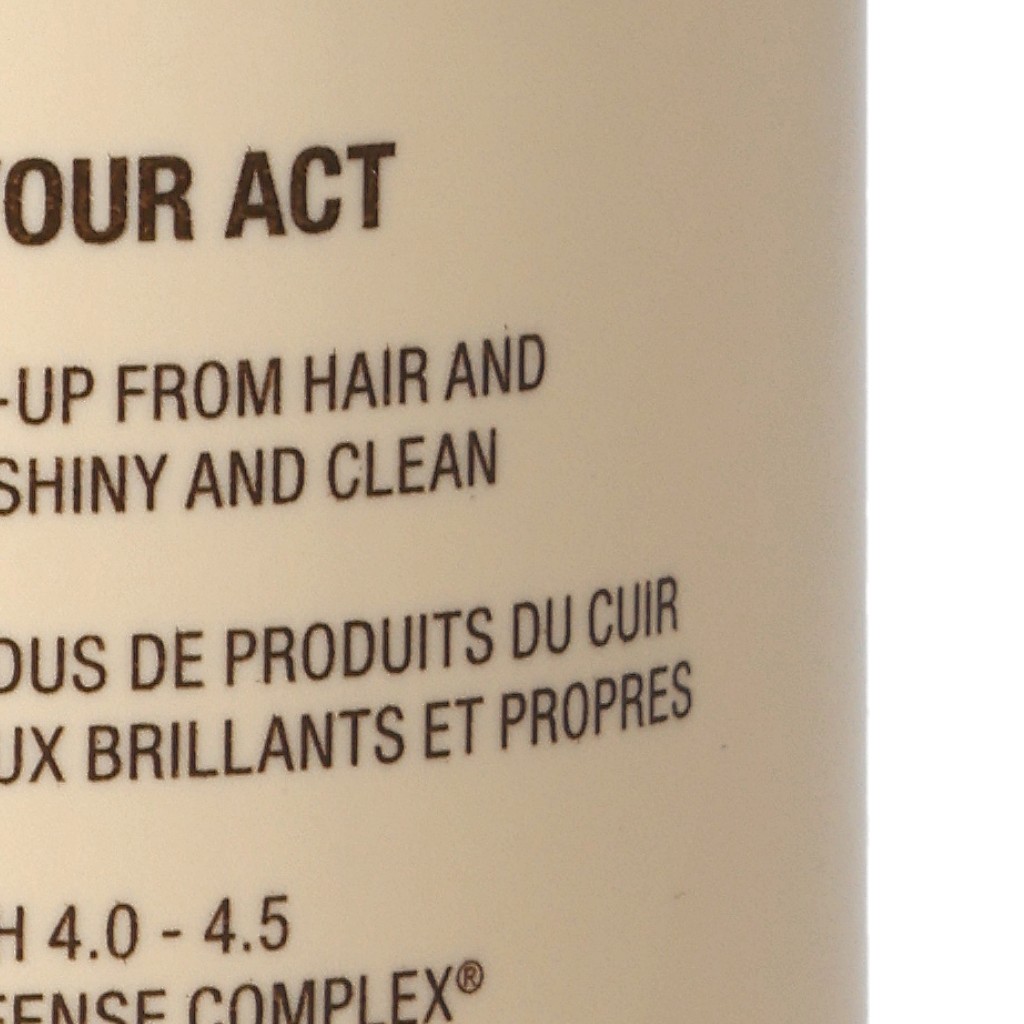 YOUR ACT
-UP FROM HAIR AND
SHINY AND CLEAN
OUS DE PRODUITS DU CUIR
UX BRILLANTS ET PROPRES
H 4.0 - 4.5
FENSE COMPLEX®